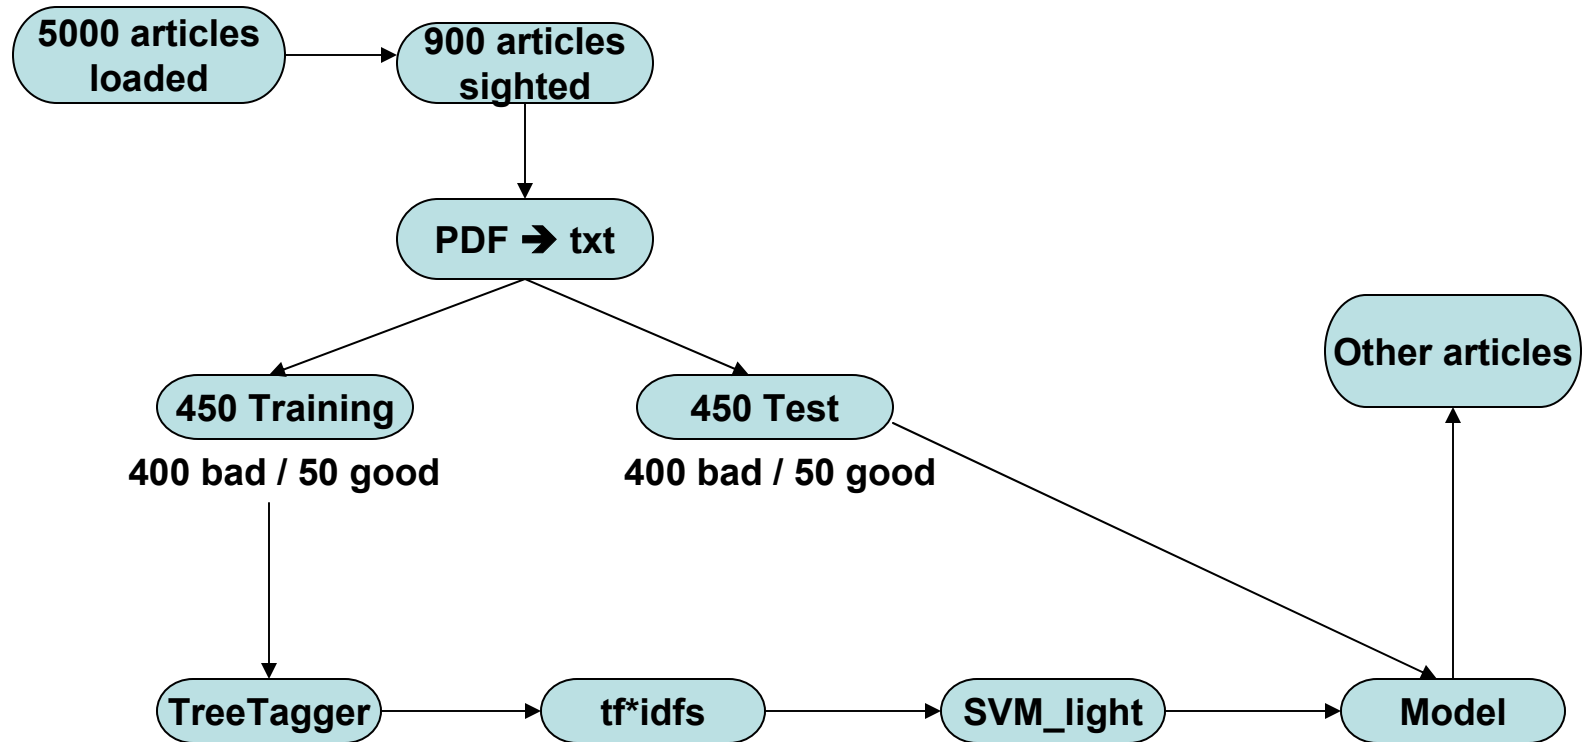 5000 articles
loaded
900 articles
sighted
PDF ➔ txt
Other articles
450 Training
450 Test
400 bad / 50 good
400 bad / 50 good
TreeTagger
tf*idfs
SVM_light
Model